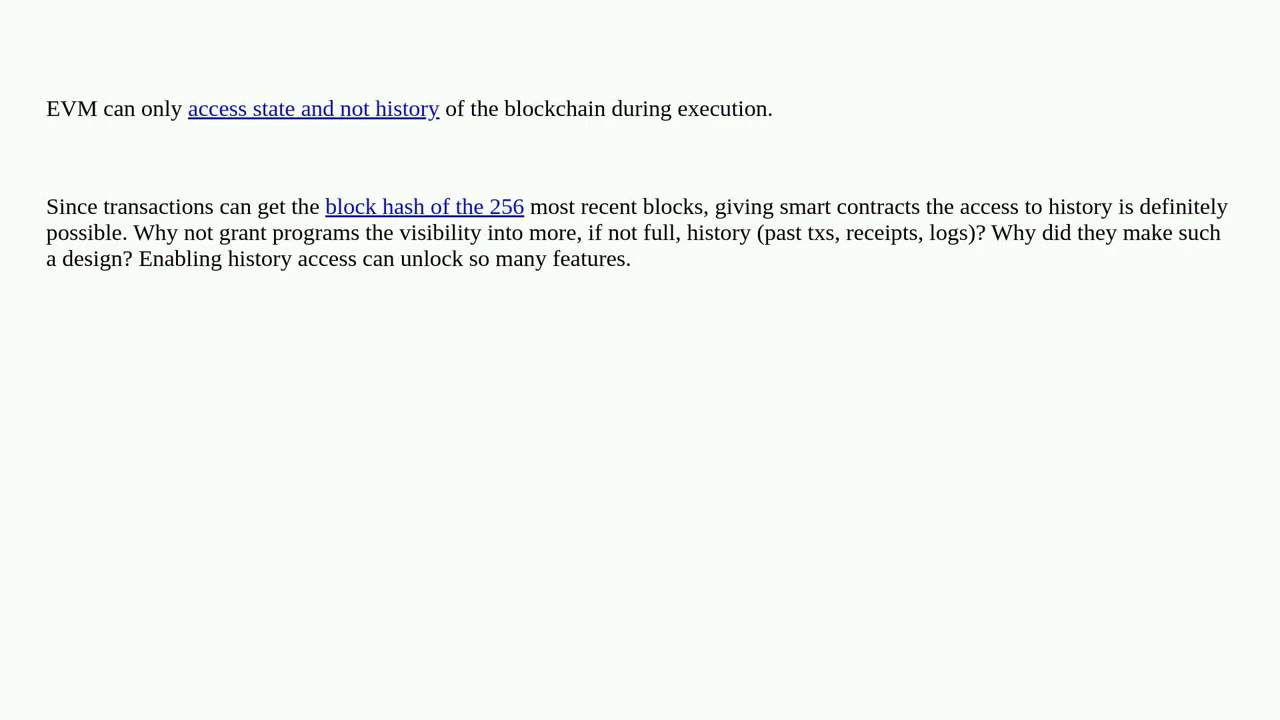 EVM can only access state and not history of the blockchain during execution.
Since transactions can get the block hash of the 256 most recent blocks, giving smart contracts the access to history is definitely
possible. Why not grant programs the visibility into more, if not full, history (past txs, receipts, logs)? Why did they make such
a design? Enabling history access can unlock so many features.